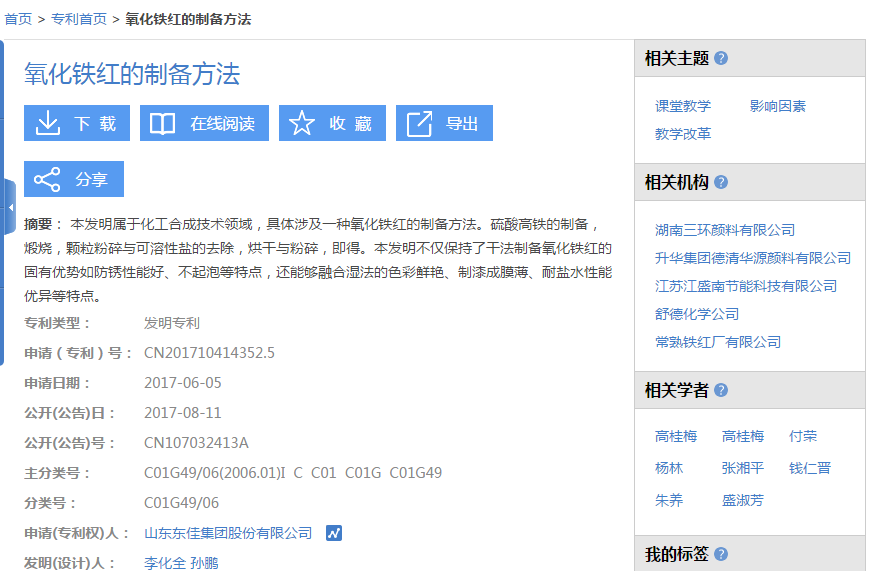 首页 > 专利首页 > 氧化铁红的制备方法
氧化铁红的制备方法
下 载 在线阅读 收 藏 导出
分享
摘要： 本发明属于化工合成技术领域，具体涉及一种氧化铁红的制备方法。硫酸高铁的制备，
煅烧，颗粒粉碎与可溶性盐的去除，烘干与粉碎，即得。本发明不仅保持了干法制备氧化铁红的
固有优势如防锈性能好、不起泡等特点，还能够融合湿法的色彩鲜艳、制漆成膜薄、耐盐水性能
优异等特点。
专利类型： 发明专利
申请（专利）号： CN201710414352.5
申请日期： 2017-06-05
公开(公告)日： 2017-08-11
公开(公告)号： CN107032413A
主分类号： C01G49/06(2006.01)I C C01 C01G C01G49
分类号： C01G49/06
申请(专利权)人： 山东东佳集团股份有限公司
发明(设计)人： 李化全 孙鹏
相关主题 ?
课堂教学 影响因素
教学改革
相关机构 ?
湖南三环颜料有限公司
升华集团德清华源颜料有限公司
江苏江盛南节能科技有限公司
舒德化学公司
常熟铁红厂有限公司
相关学者 ?
高桂梅 高桂梅 付荣
杨林 张湘平 钱仁晋
朱养 盛淑芳
我的标签 ?